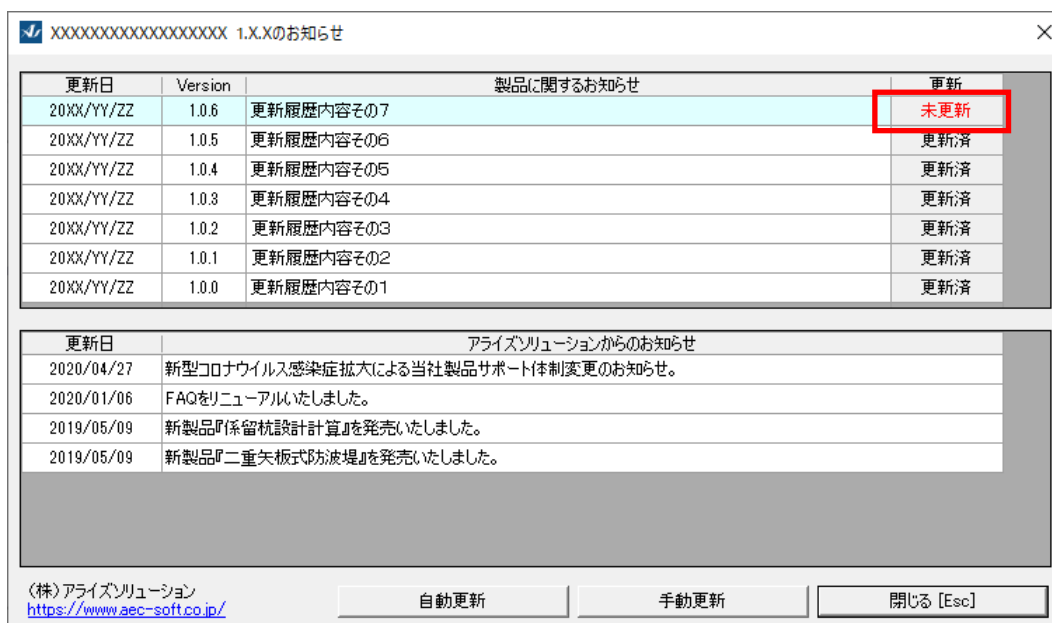 XXXXXXXXXXXXXXXXXX 1.X.Xのお知らせ
更新日 Version 製品に関するお知らせ 更新
20XX/YY/ZZ 1.0.6 更新履歴内容その7 未更新
20XX/YY/ZZ 1.0.5 更新履歴内容その6 更新済
20XX/YY/ZZ 1.0.4 更新履歴内容その5 更新済
20XX/YY/ZZ 1.0.3 更新履歴内容その4 更新済
20XX/YY/ZZ 1.0.2 更新履歴内容その3 更新済
20XX/YY/ZZ 1.0.1 更新履歴内容その2 更新済
20XX/YY/ZZ 1.0.0 更新履歴内容その1 更新済
更新日 アライズソリューションからのお知らせ
2020/04/27 新型コロナウイルス感染症拡大による当社製品サポート体制変更のお知らせ。
2020/01/06 FAQをリニューアルいたしました。
2019/05/09 新製品『係留杭設計計算』を発売いたしました。
2019/05/09 新製品『二重矢板式防波堤』を発売いたしました。
(株)アライズソリューション
https://www.aec-soft.co.jp/
自動更新 手動更新 閉じる [Esc]